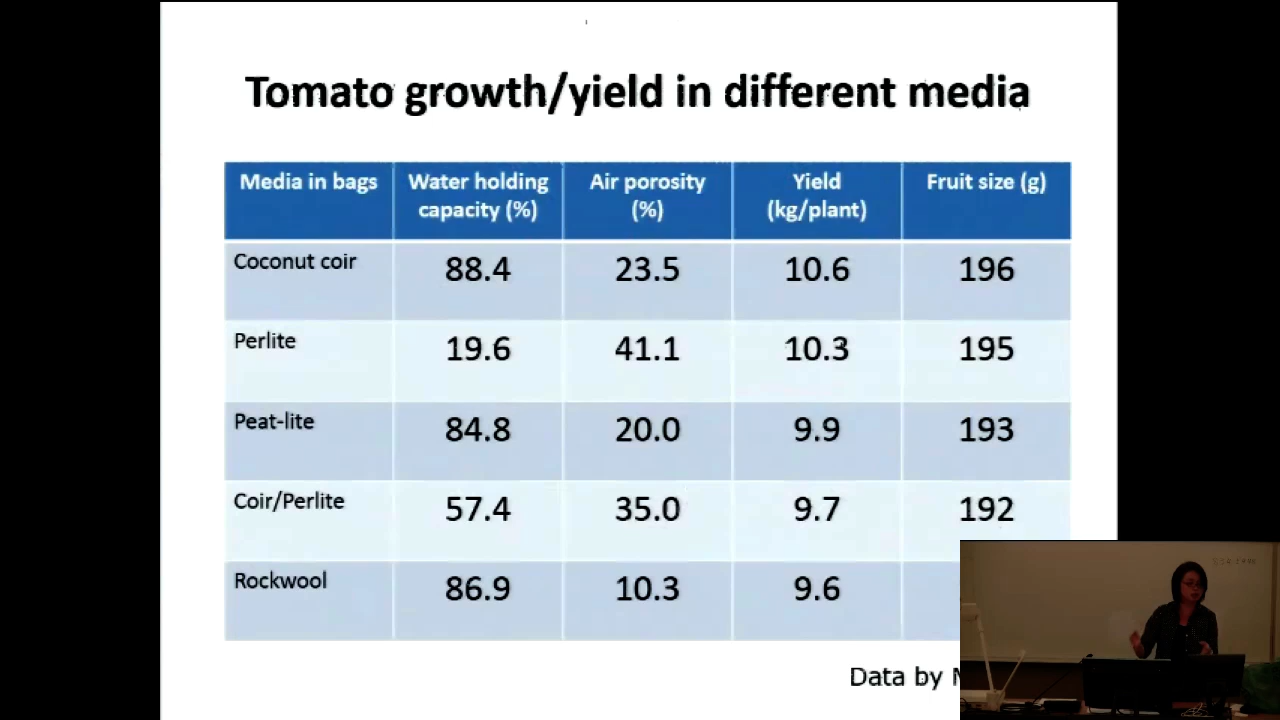 Tomato growth/yield in different media
Media in bags Water holding capacity (%) Air porosity (%) Yield (kg/plant) Fruit size (g)
Coconut coir 88.4 23.5 10.6 196
Perlite 19.6 41.1 10.3 195
Peat-lite 84.8 20.0 9.9 193
Coir/Perlite 57.4 35.0 9.7 192
Rockwool 86.9 10.3 9.6
Data by